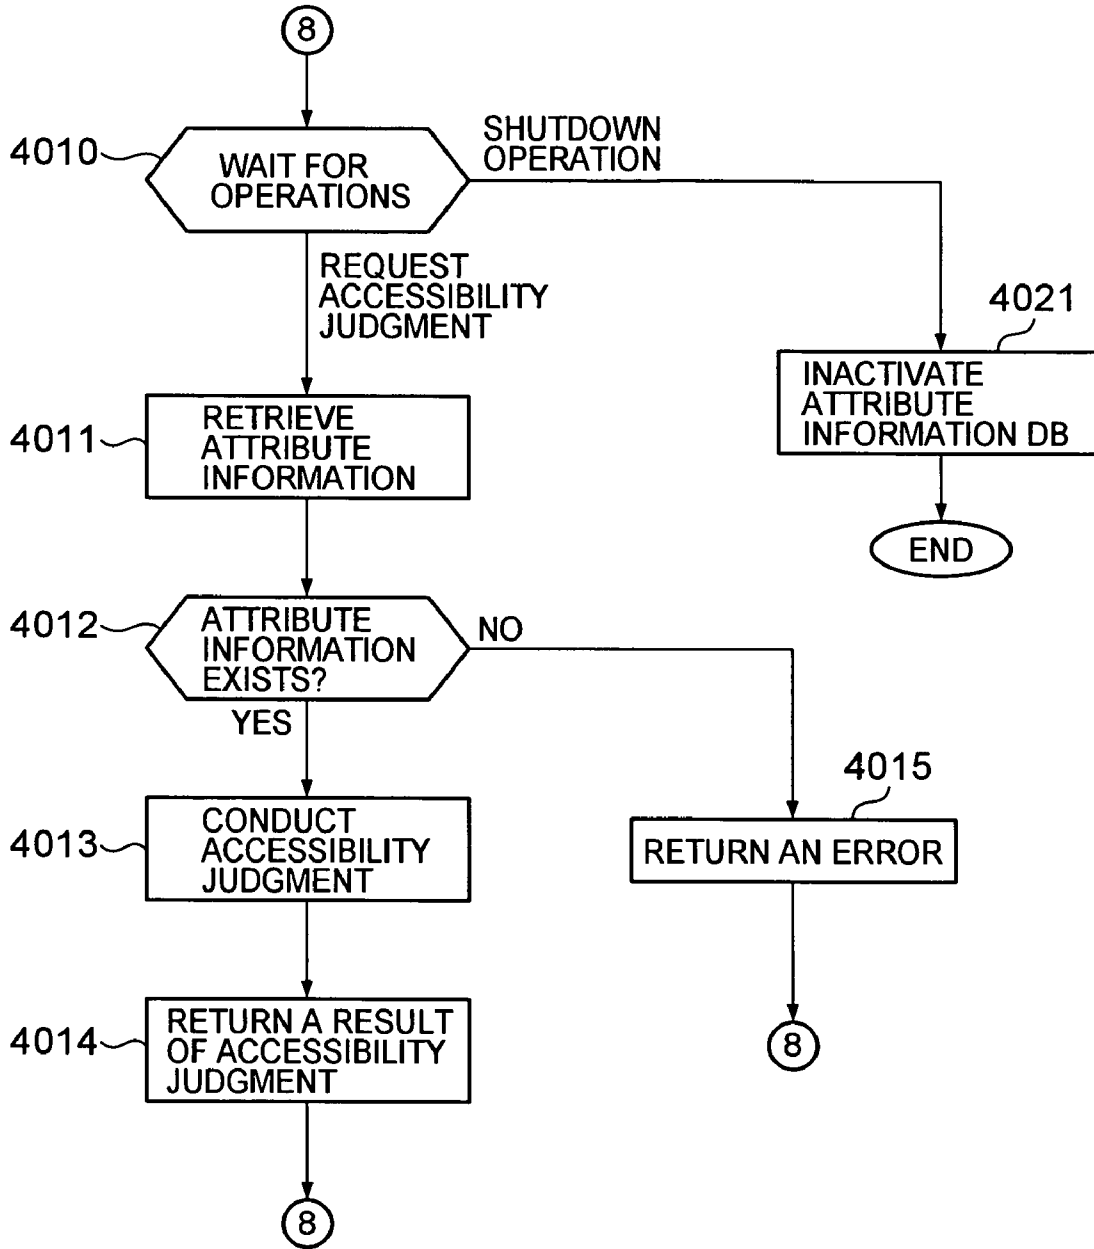 8
4010
WAIT FOR
OPERATIONS
SHUTDOWN
OPERATION
REQUEST
ACCESSIBILITY
JUDGMENT
4021
INACTIVATE
ATTRIBUTE
INFORMATION DB
4011
RETRIEVE
ATTRIBUTE
INFORMATION
END
4012
ATTRIBUTE
INFORMATION
EXISTS?
NO
YES
4015
RETURN AN ERROR
4013
CONDUCT
ACCESSIBILITY
JUDGMENT
4014
RETURN A RESULT
OF ACCESSIBILITY
JUDGMENT
8
8